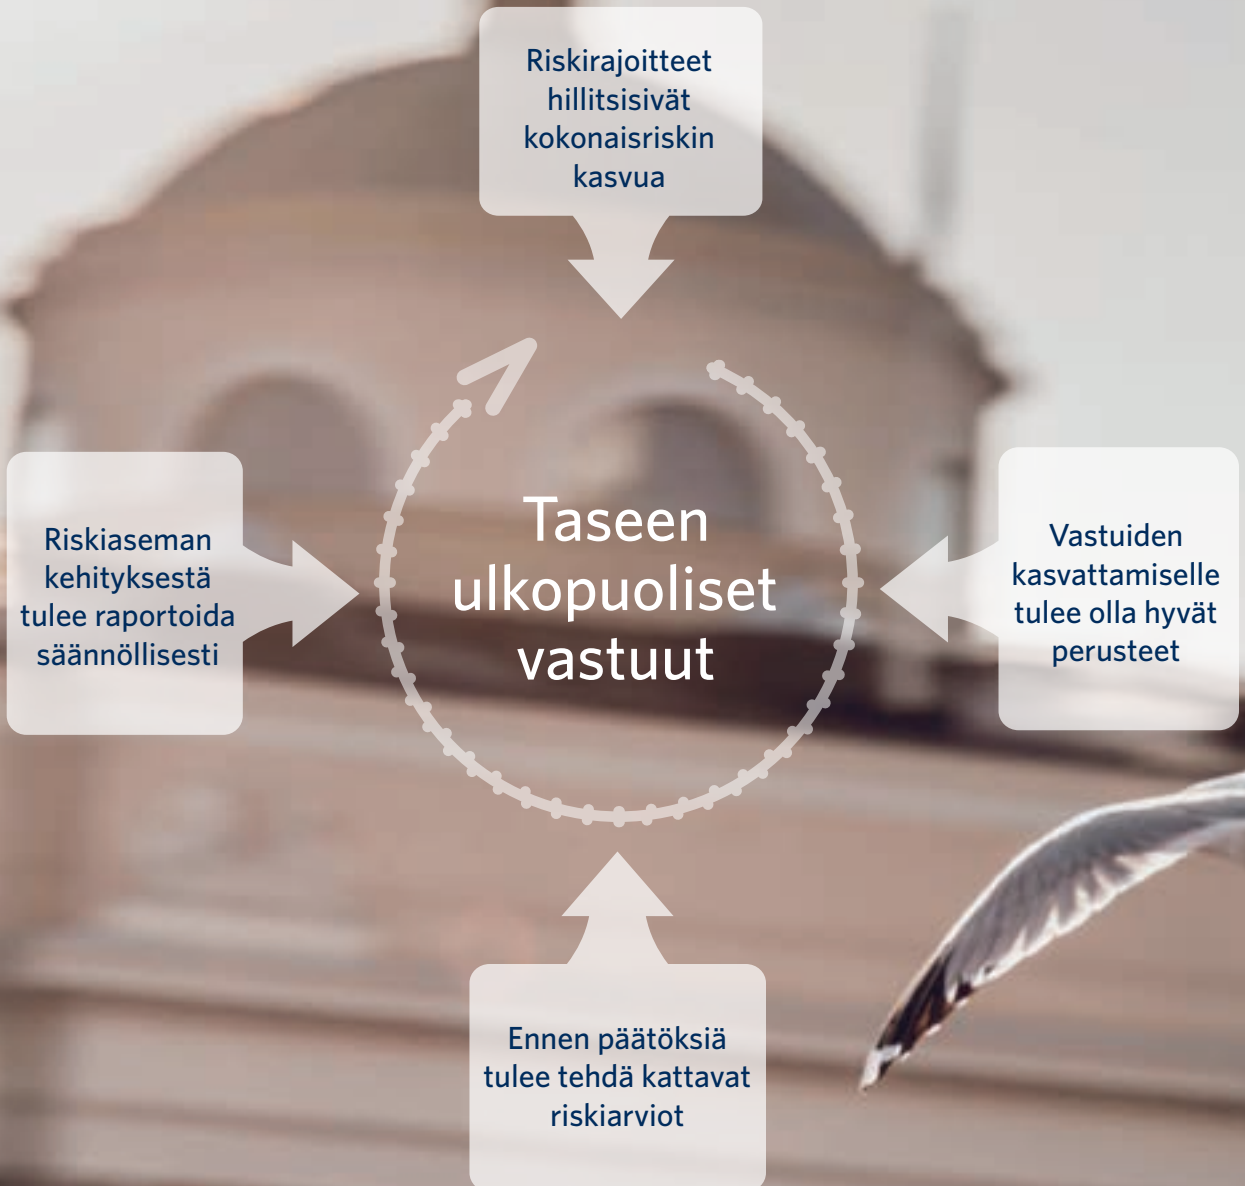 Riskirajoitteet
hillitsisivät
kokonaisriskin
kasvua
Riskiaseman
kehityksestä
tulee raportoida
säännöllisesti
Taseen
ulkopuoliset
vastuut
Vastuiden
kasvattamiselle
tulee olla hyvät
perusteet
Ennen päätöksiä
tulee tehdä kattavat
riskiarviot